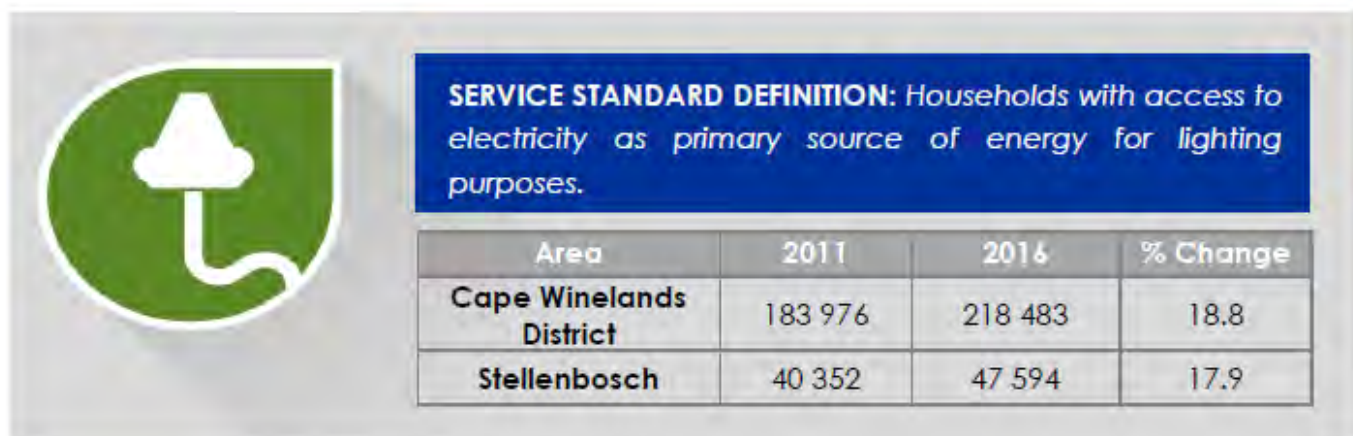 SERVICE STANDARD DEFINITION: Households with access to
electricity as primary source of energy for lighting
purposes.
Area 2011 2016 % Change
Cape Winelands
District 183 976 218 483 18.8
Stellenbosch 40 352 47 594 17.9